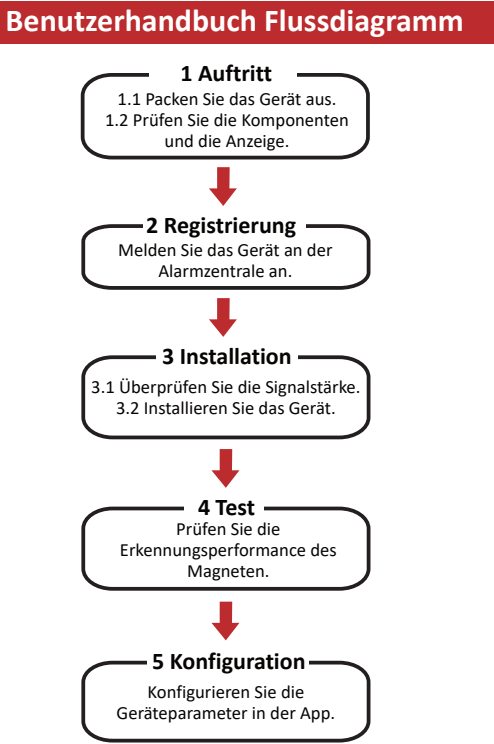 Benutzerhandbuch Flussdiagramm
1 Auftritt
1.1 Packen Sie das Gerät aus.
1.2 Prüfen Sie die Komponenten
und die Anzeige.
2 Registrierung
Melden Sie das Gerät an der
Alarmzentrale an.
3 Installation
3.1 Überprüfen Sie die Signalstärke.
3.2 Installieren Sie das Gerät.
4 Test
Prüfen Sie die
Erkennungsperformance des
Magneten.
5 Konfiguration
Konfigurieren Sie die
Geräteparameter in der App.